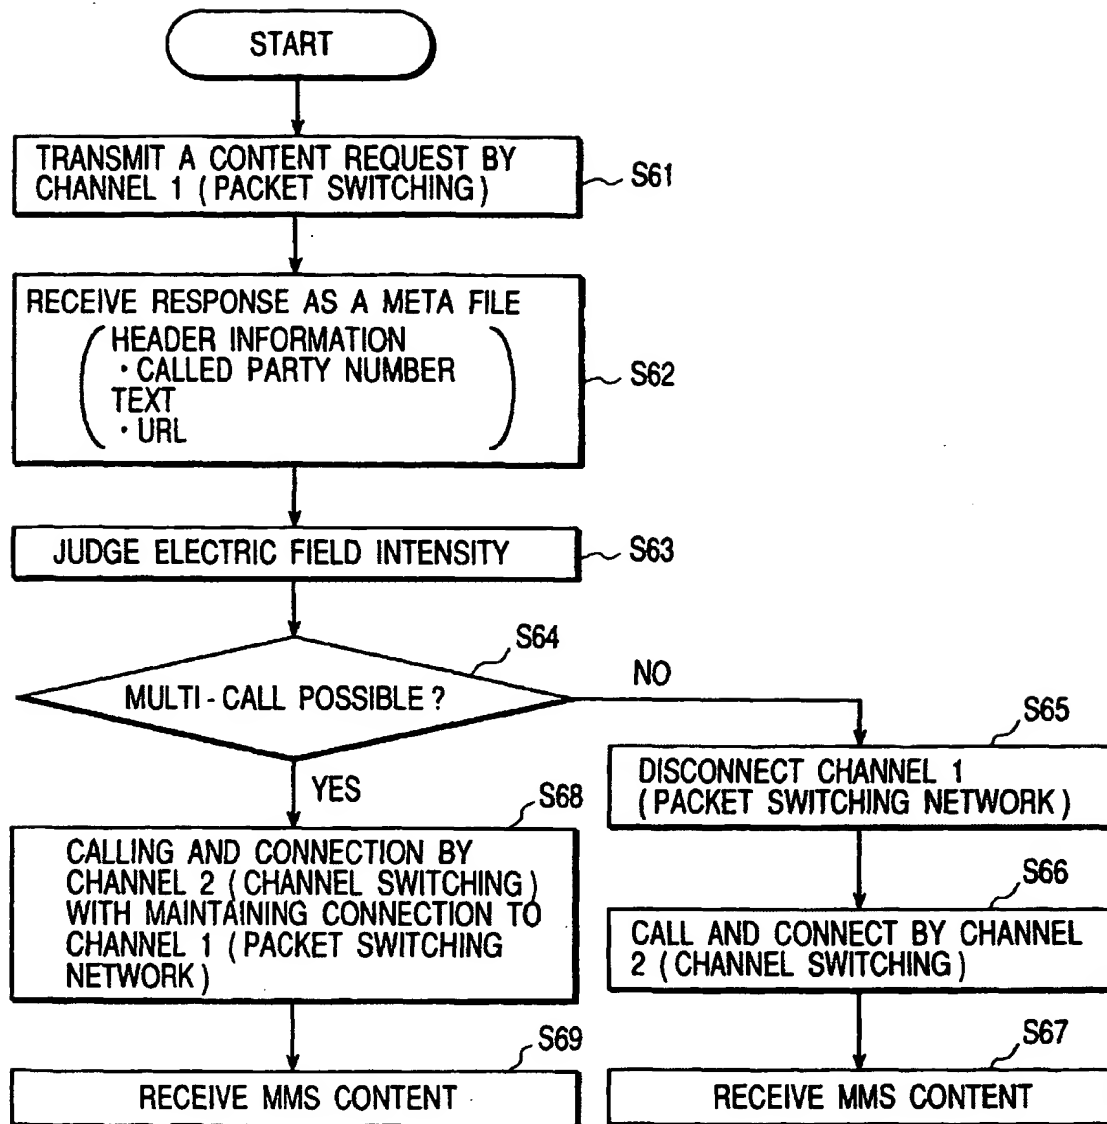 START
TRANSMIT A CONTENT REQUEST BY
CHANNEL 1 (PACKET SWITCHING)
S61
RECEIVE RESPONSE AS A META FILE
HEADER INFORMATION
・CALLED PARTY NUMBER
TEXT
・URL
S62
JUDGE ELECTRIC FIELD INTENSITY
S63
S64
MULTI-CALL POSSIBLE?
NO
YES
S65
DISCONNECT CHANNEL 1
(PACKET SWITCHING NETWORK)
S68
CALLING AND CONNECTION BY
CHANNEL 2 (CHANNEL SWITCHING)
WITH MAINTAINING CONNECTION TO
CHANNEL 1 (PACKET SWITCHING
NETWORK)
S66
CALL AND CONNECT BY CHANNEL
2 (CHANNEL SWITCHING)
S69
RECEIVE MMS CONTENT
S67
RECEIVE MMS CONTENT